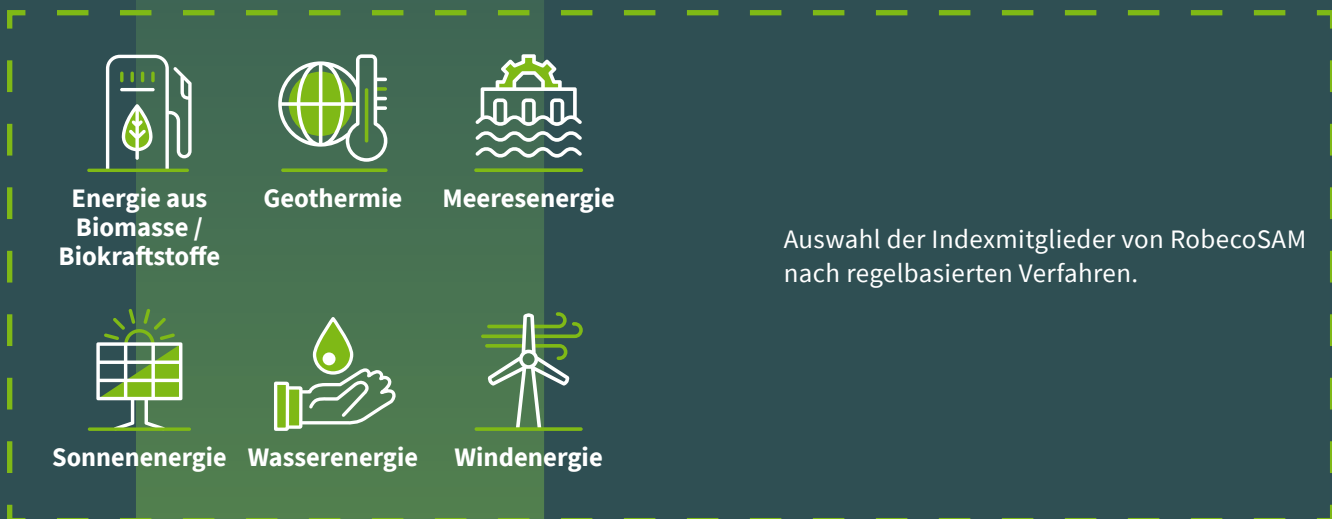 Energie aus
Biomasse /
Biokraftstoffe
Geothermie
Meeresenergie
Sonnenenergie
Wasserenergie
Windenergie
Auswahl der Indexmitglieder von RobecoSAM
nach regelbasierten Verfahren.